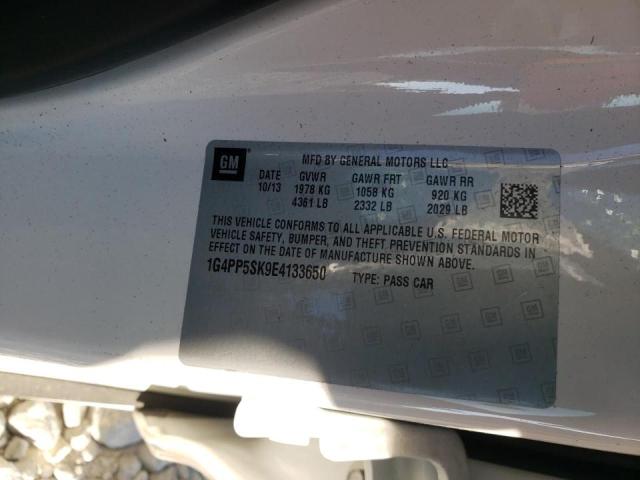 GM
MFD BY GENERAL MOTORS LLC
DATE GVWR GAWR FRT GAWR RR
10/13 1978 KG 1058 KG 920 KG
4361 LB 2332 LB 2029 LB
THIS VEHICLE CONFORMS TO ALL APPLICABLE U.S. FEDERAL MOTOR
VEHICLE SAFETY, BUMPER, AND THEFT PREVENTION STANDARDS IN
EFFECT ON THE DATE OF MANUFACTURE SHOWN ABOVE.
1G4PP5SK9E4133650 TYPE: PASS CAR